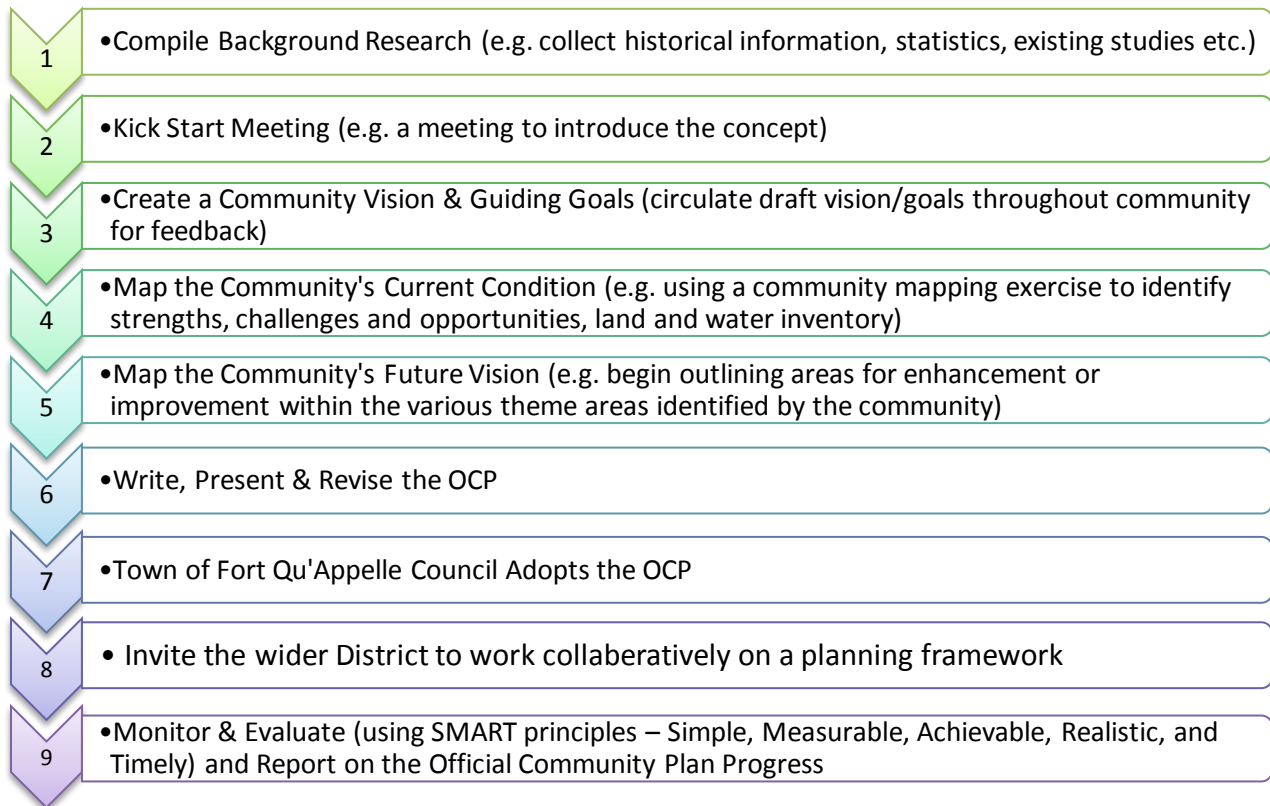 1
•Compile Background Research (e.g. collect historical information, statistics, existing studies etc.)
2
•Kick Start Meeting (e.g. a meeting to introduce the concept)
3
•Create a Community Vision & Guiding Goals (circulate draft vision/goals throughout community
for feedback)
4
•Map the Community's Current Condition (e.g. using a community mapping exercise to identify
strengths, challenges and opportunities, land and water inventory)
5
•Map the Community's Future Vision (e.g. begin outlining areas for enhancement or
improvement within the various theme areas identified by the community)
6
•Write, Present & Revise the OCP
7
•Town of Fort Qu'Appelle Council Adopts the OCP
8
• Invite the wider District to work collaberatively on a planning framework
9
•Monitor & Evaluate (using SMART principles – Simple, Measurable, Achievable, Realistic, and
Timely) and Report on the Official Community Plan Progress